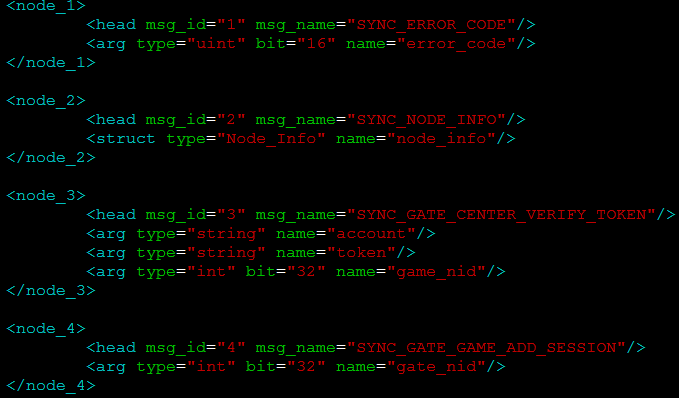 <node_1>
<head msg_id="1" msg_name="SYNC_ERROR_CODE"/>
<arg type="uint" bit="16" name="error_code"/>
</node_1>
<node_2>
<head msg_id="2" msg_name="SYNC_NODE_INFO"/>
<struct type="Node_Info" name="node_info"/>
</node_2>
<node_3>
<head msg_id="3" msg_name="SYNC_GATE_CENTER_VERIFY_TOKEN"/>
<arg type="string" name="account"/>
<arg type="string" name="token"/>
<arg type="int" bit="32" name="game_nid"/>
</node_3>
<node_4>
<head msg_id="4" msg_name="SYNC_GATE_GAME_ADD_SESSION"/>
<arg type="int" bit="32" name="gate_nid"/>
</node_4>